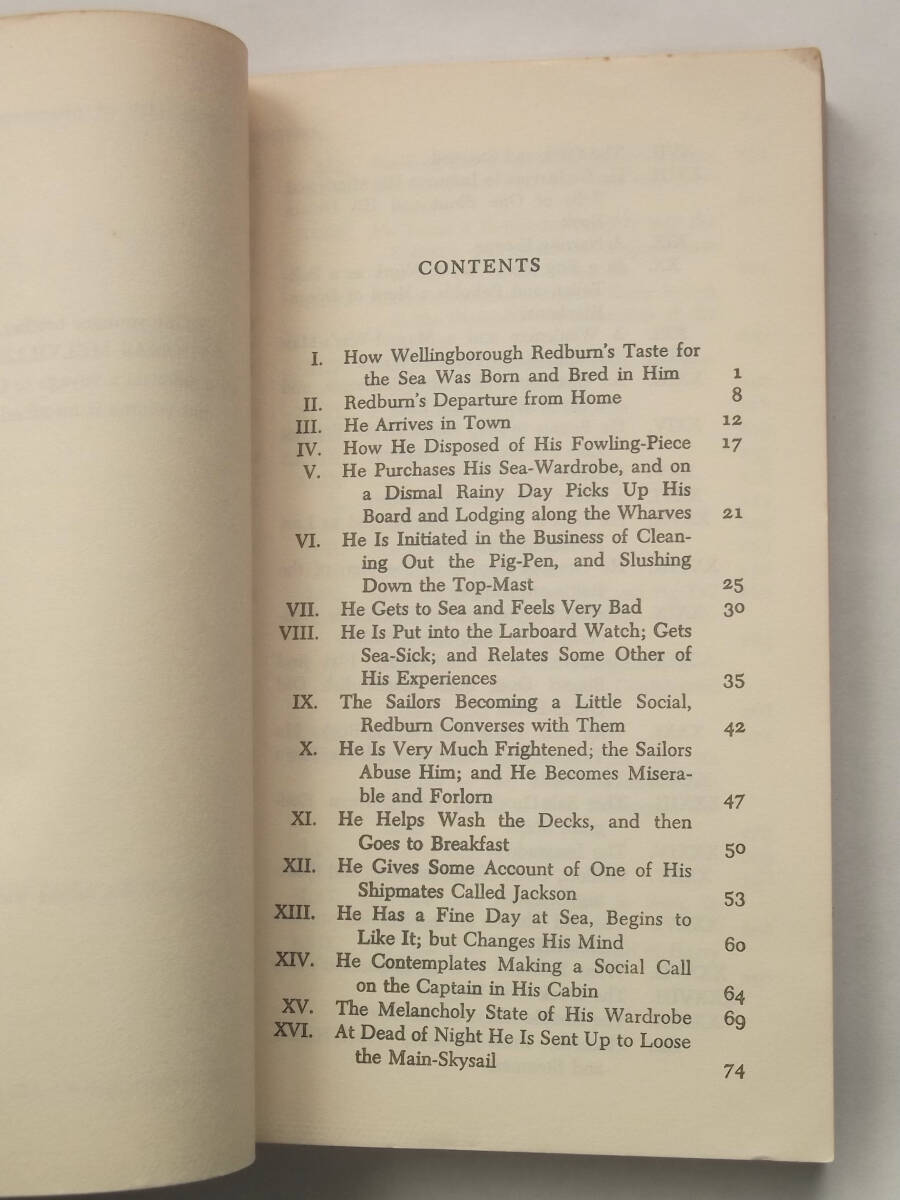 CONTENTS
I. How Wellingborough Redburn's Taste for
the Sea Was Born and Bred in Him 1
II. Redburn's Departure from Home 8
III. He Arrives in Town 12
IV. How He Disposed of His Fowling-Piece 17
V. He Purchases His Sea-Wardrobe, and on
a Dismal Rainy Day Picks Up His
Board and Lodging along the Wharves 21
VI. He Is Initiated in the Business of Clean-
ing Out the Pig-Pen, and Slushing
Down the Top-Mast 25
VII. He Gets to Sea and Feels Very Bad 30
VIII. He Is Put into the Larboard Watch; Gets
Sea-Sick; and Relates Some Other of
His Experiences 35
IX. The Sailors Becoming a Little Social,
Redburn Converses with Them 42
X. He Is Very Much Frightened; the Sailors
Abuse Him; and He Becomes Misera-
ble and Forlorn 47
XI. He Helps Wash the Decks, and then
Goes to Breakfast 50
XII. He Gives Some Account of One of His
Shipmates Called Jackson 53
XIII. He Has a Fine Day at Sea, Begins to
Like It; but Changes His Mind 60
XIV. He Contemplates Making a Social Call
on the Captain in His Cabin 64
XV. The Melancholy State of His Wardrobe 69
XVI. At Dead of Night He Is Sent Up to Loose
the Main-Skysail 74